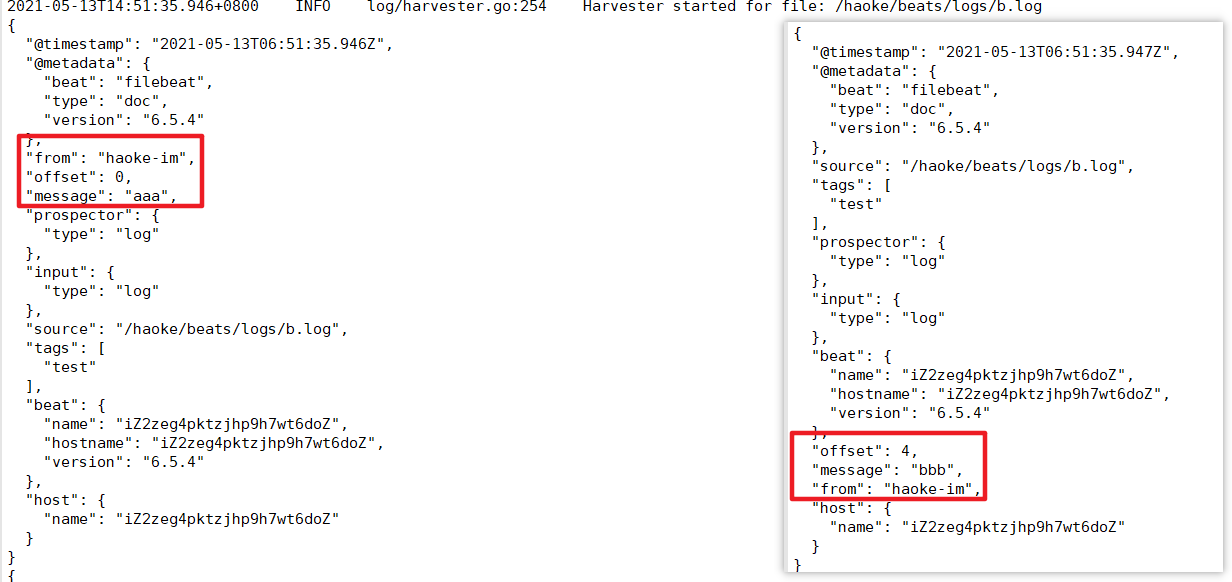 2021-05-13T14:51:35.946+0800    INFO    log/harvester.go:254    Harvester started for file: /haoke/beats/logs/b.log
{
  "@timestamp": "2021-05-13T06:51:35.946Z",
  "@metadata": {
    "beat": "filebeat",
    "type": "doc",
    "version": "6.5.4"
  },
  "from": "haoke-im",
  "offset": 0,
  "message": "aaa",
  "prospector": {
    "type": "log"
  },
  "input": {
    "type": "log"
  },
  "source": "/haoke/beats/logs/b.log",
  "tags": [
    "test"
  ],
  "beat": {
    "name": "iZ2zeg4pktzjhp9h7wt6doZ",
    "hostname": "iZ2zeg4pktzjhp9h7wt6doZ",
    "version": "6.5.4"
  },
  "host": {
    "name": "iZ2zeg4pktzjhp9h7wt6doZ"
  }
}
{
{
  "@timestamp": "2021-05-13T06:51:35.947Z",
  "@metadata": {
    "beat": "filebeat",
    "type": "doc",
    "version": "6.5.4"
  },
  "source": "/haoke/beats/logs/b.log",
  "tags": [
    "test"
  ],
  "prospector": {
    "type": "log"
  },
  "input": {
    "type": "log"
  },
  "beat": {
    "name": "iZ2zeg4pktzjhp9h7wt6doZ",
    "hostname": "iZ2zeg4pktzjhp9h7wt6doZ",
    "version": "6.5.4"
  },
  "offset": 4,
  "message": "bbb",
  "from": "haoke-im",
  "host": {
    "name": "iZ2zeg4pktzjhp9h7wt6doZ"
  }
}